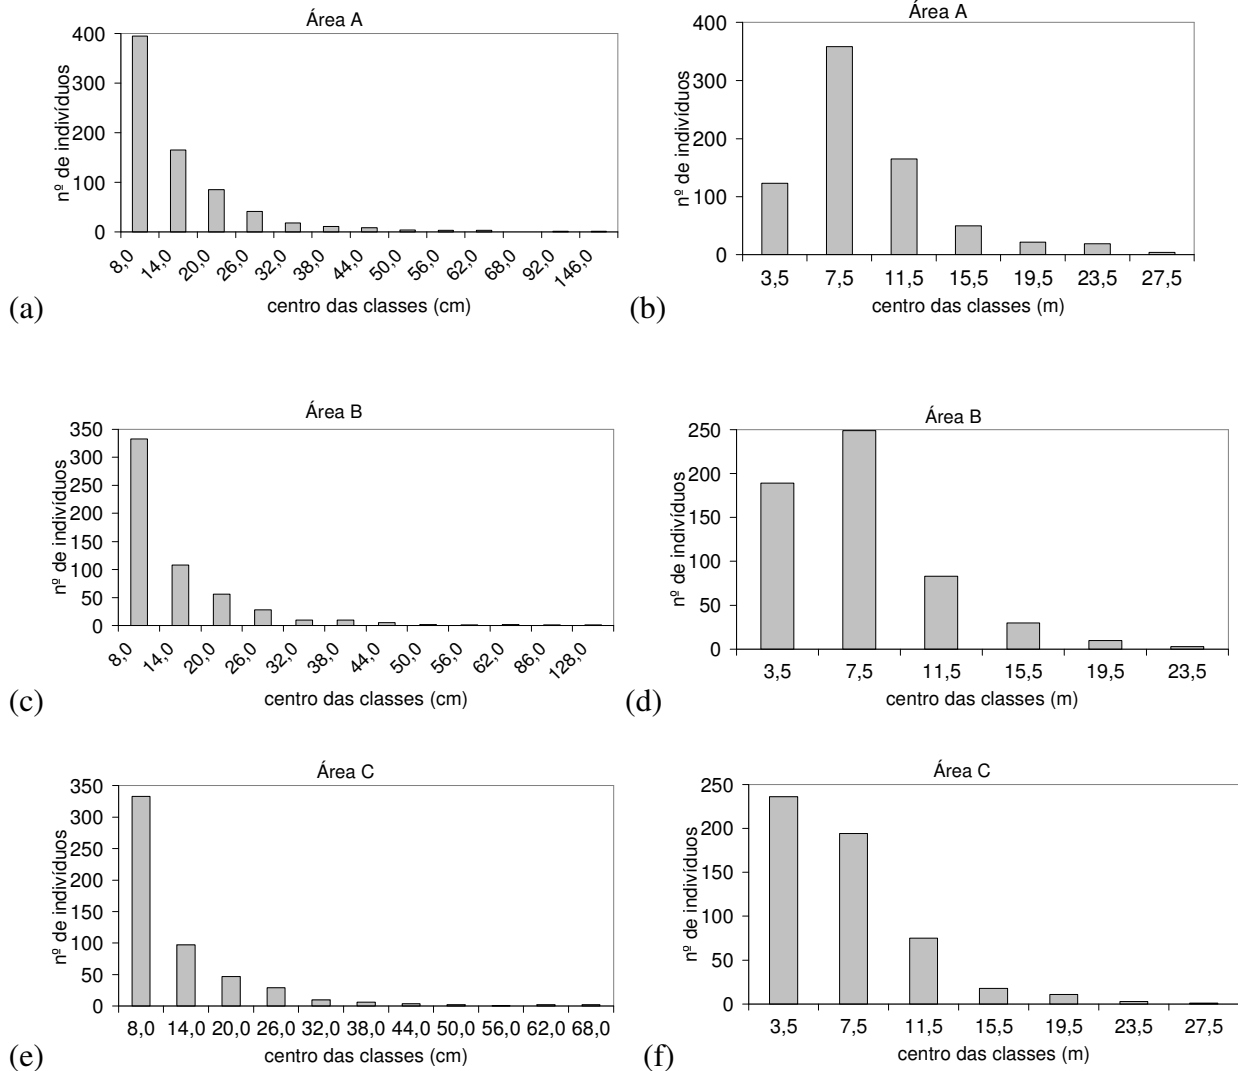 Área A
nº de indivíduos
400
300
200
100
0
8,0 14,0 20,0 26,0 32,0 38,0 44,0 50,0 56,0 62,0 68,0 92,0 146,0
centro das classes (cm)
(a)
Área A
nº de indivíduos
400
300
200
100
0
3,5 7,5 11,5 15,5 19,5 23,5 27,5
centro das classes (m)
(b)
Área B
nº de indivíduos
350
300
250
200
150
100
50
0
8,0 14,0 20,0 26,0 32,0 38,0 44,0 50,0 56,0 62,0 86,0 128,0
centro das classes (cm)
(c)
Área B
nº de indivíduos
250
200
150
100
50
0
3,5 7,5 11,5 15,5 19,5 23,5
centro das classes (m)
(d)
Área C
nº de indivíduos
350
300
250
200
150
100
50
0
8,0 14,0 20,0 26,0 32,0 38,0 44,0 50,0 56,0 62,0 68,0
centro das classes (cm)
(e)
Área C
nº de indivíduos
250
200
150
100
50
0
3,5 7,5 11,5 15,5 19,5 23,5 27,5
centro das classes (m)
(f)